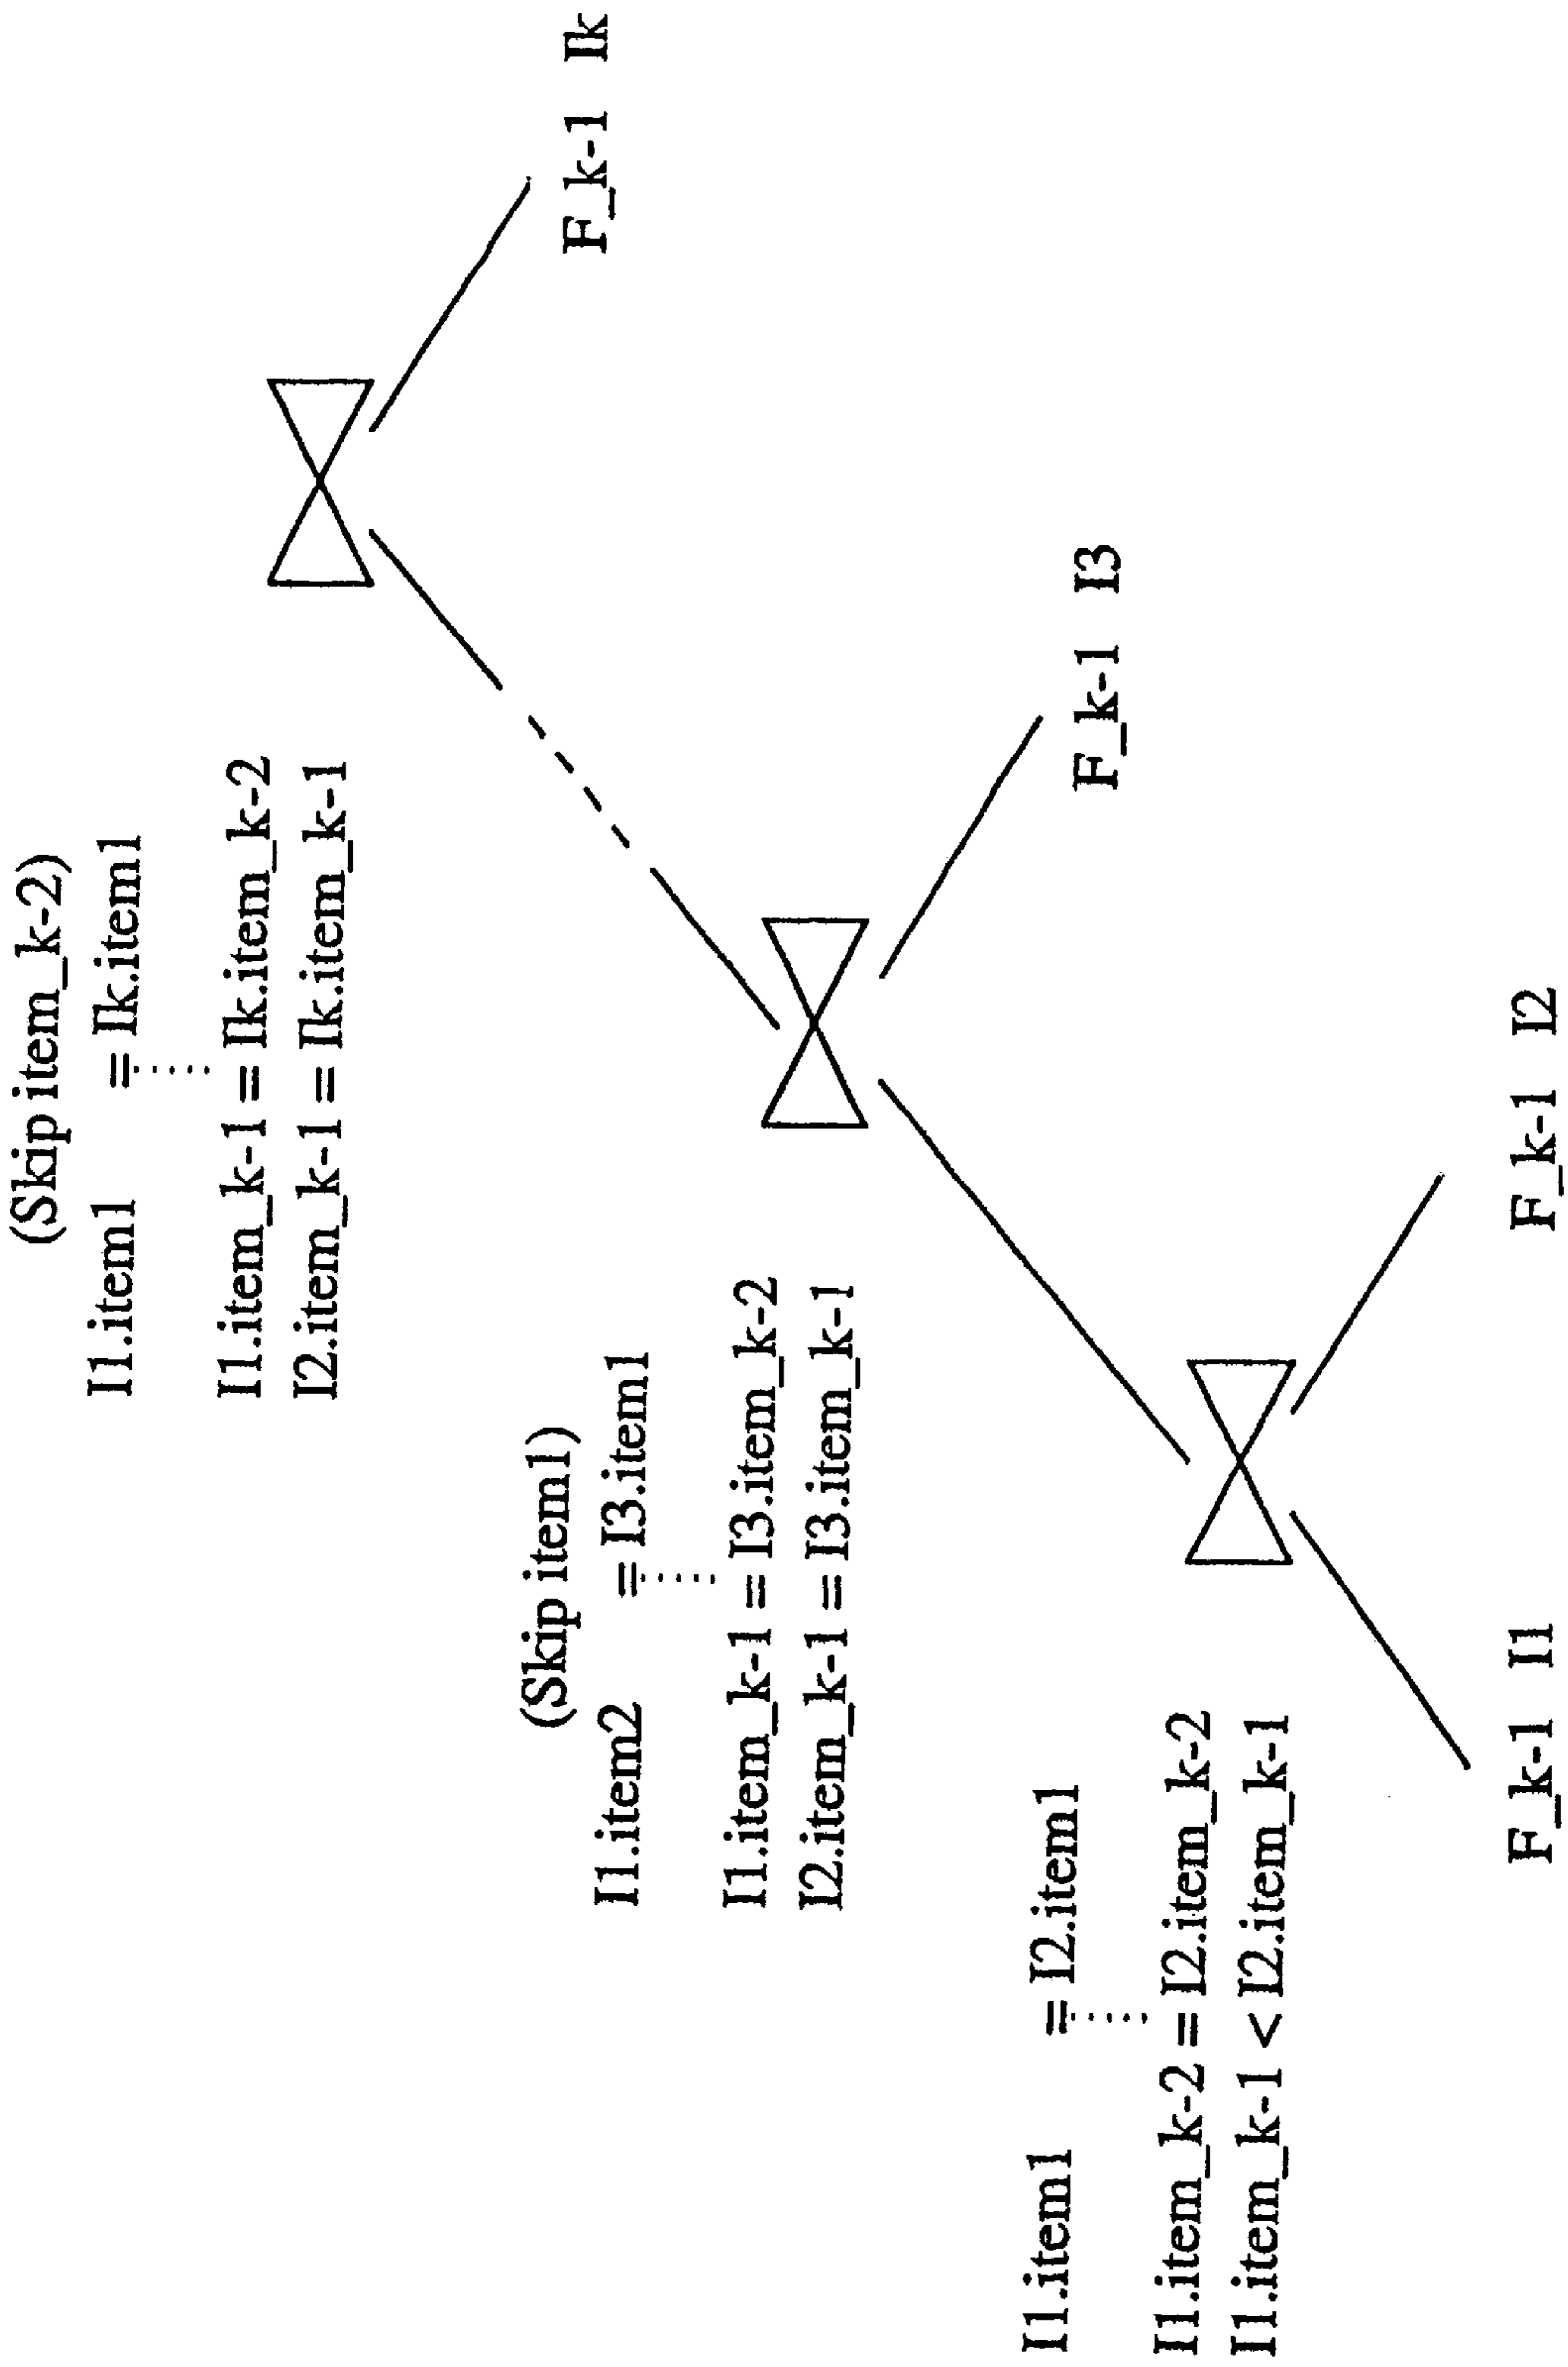 (Skip item_k-2)
I1.item1 = Ik.item1
I1.item_k-1 = Ik.item_k-2
I2.item_k-1 = Ik.item_k-1
F_k-1 Ik
(Skip item1)
I1.item2 = I3.item1
I1.item_k-1 = I3.item_k-2
I2.item_k-1 = I3.item_k-1
F_k-1 I3
I1.item1 = I2.item1
I1.item_k-2 = I2.item_k-2
I1.item_k-1 < I2.item_k-1
F_k-1 I1
F_k-1 I2